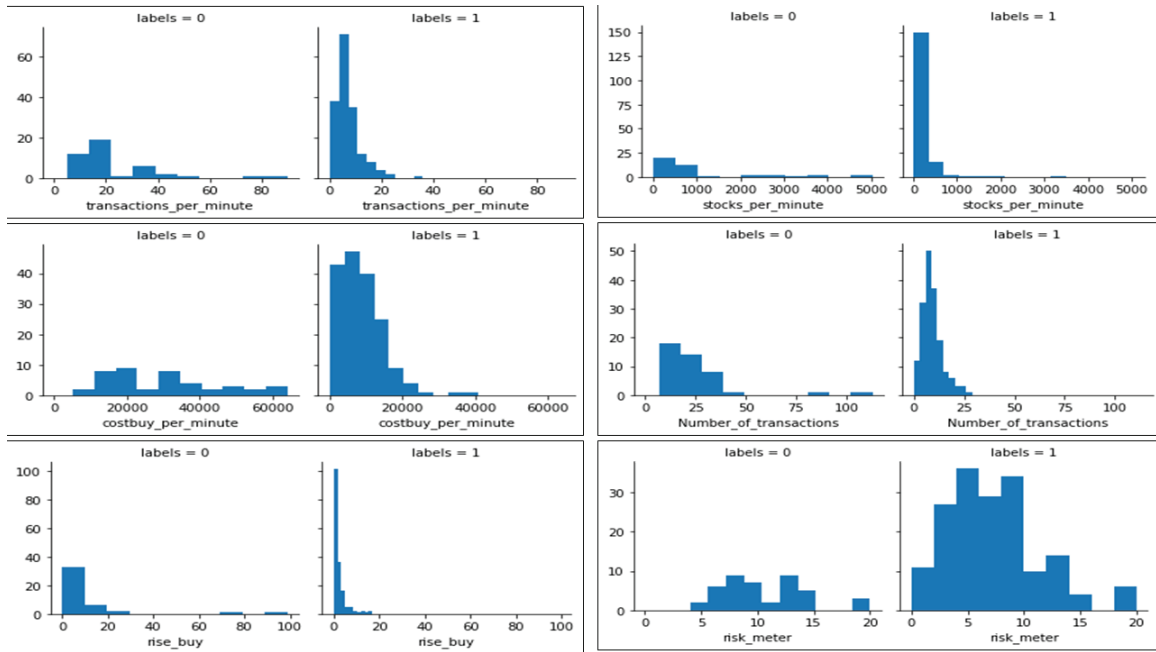 labels = 0
labels = 1
60
40
20
0
0 20 40 60 80
transactions_per_minute
0 20 40 60 80
transactions_per_minute
labels = 0
labels = 1
150
125
100
75
50
25
0
0 1000 2000 3000 4000 5000
stocks_per_minute
0 1000 2000 3000 4000 5000
stocks_per_minute
labels = 0
labels = 1
40
30
20
10
0
0 20000 40000 60000
costbuy_per_minute
0 20000 40000 60000
costbuy_per_minute
labels = 0
labels = 1
50
40
30
20
10
0
0 25 50 75 100
Number_of_transactions
0 25 50 75 100
Number_of_transactions
labels = 0
labels = 1
100
80
60
40
20
0
0 20 40 60 80 100
rise_buy
0 20 40 60 80 100
rise_buy
labels = 0
labels = 1
30
20
10
0
0 5 10 15 20
risk_meter
0 5 10 15 20
risk_meter